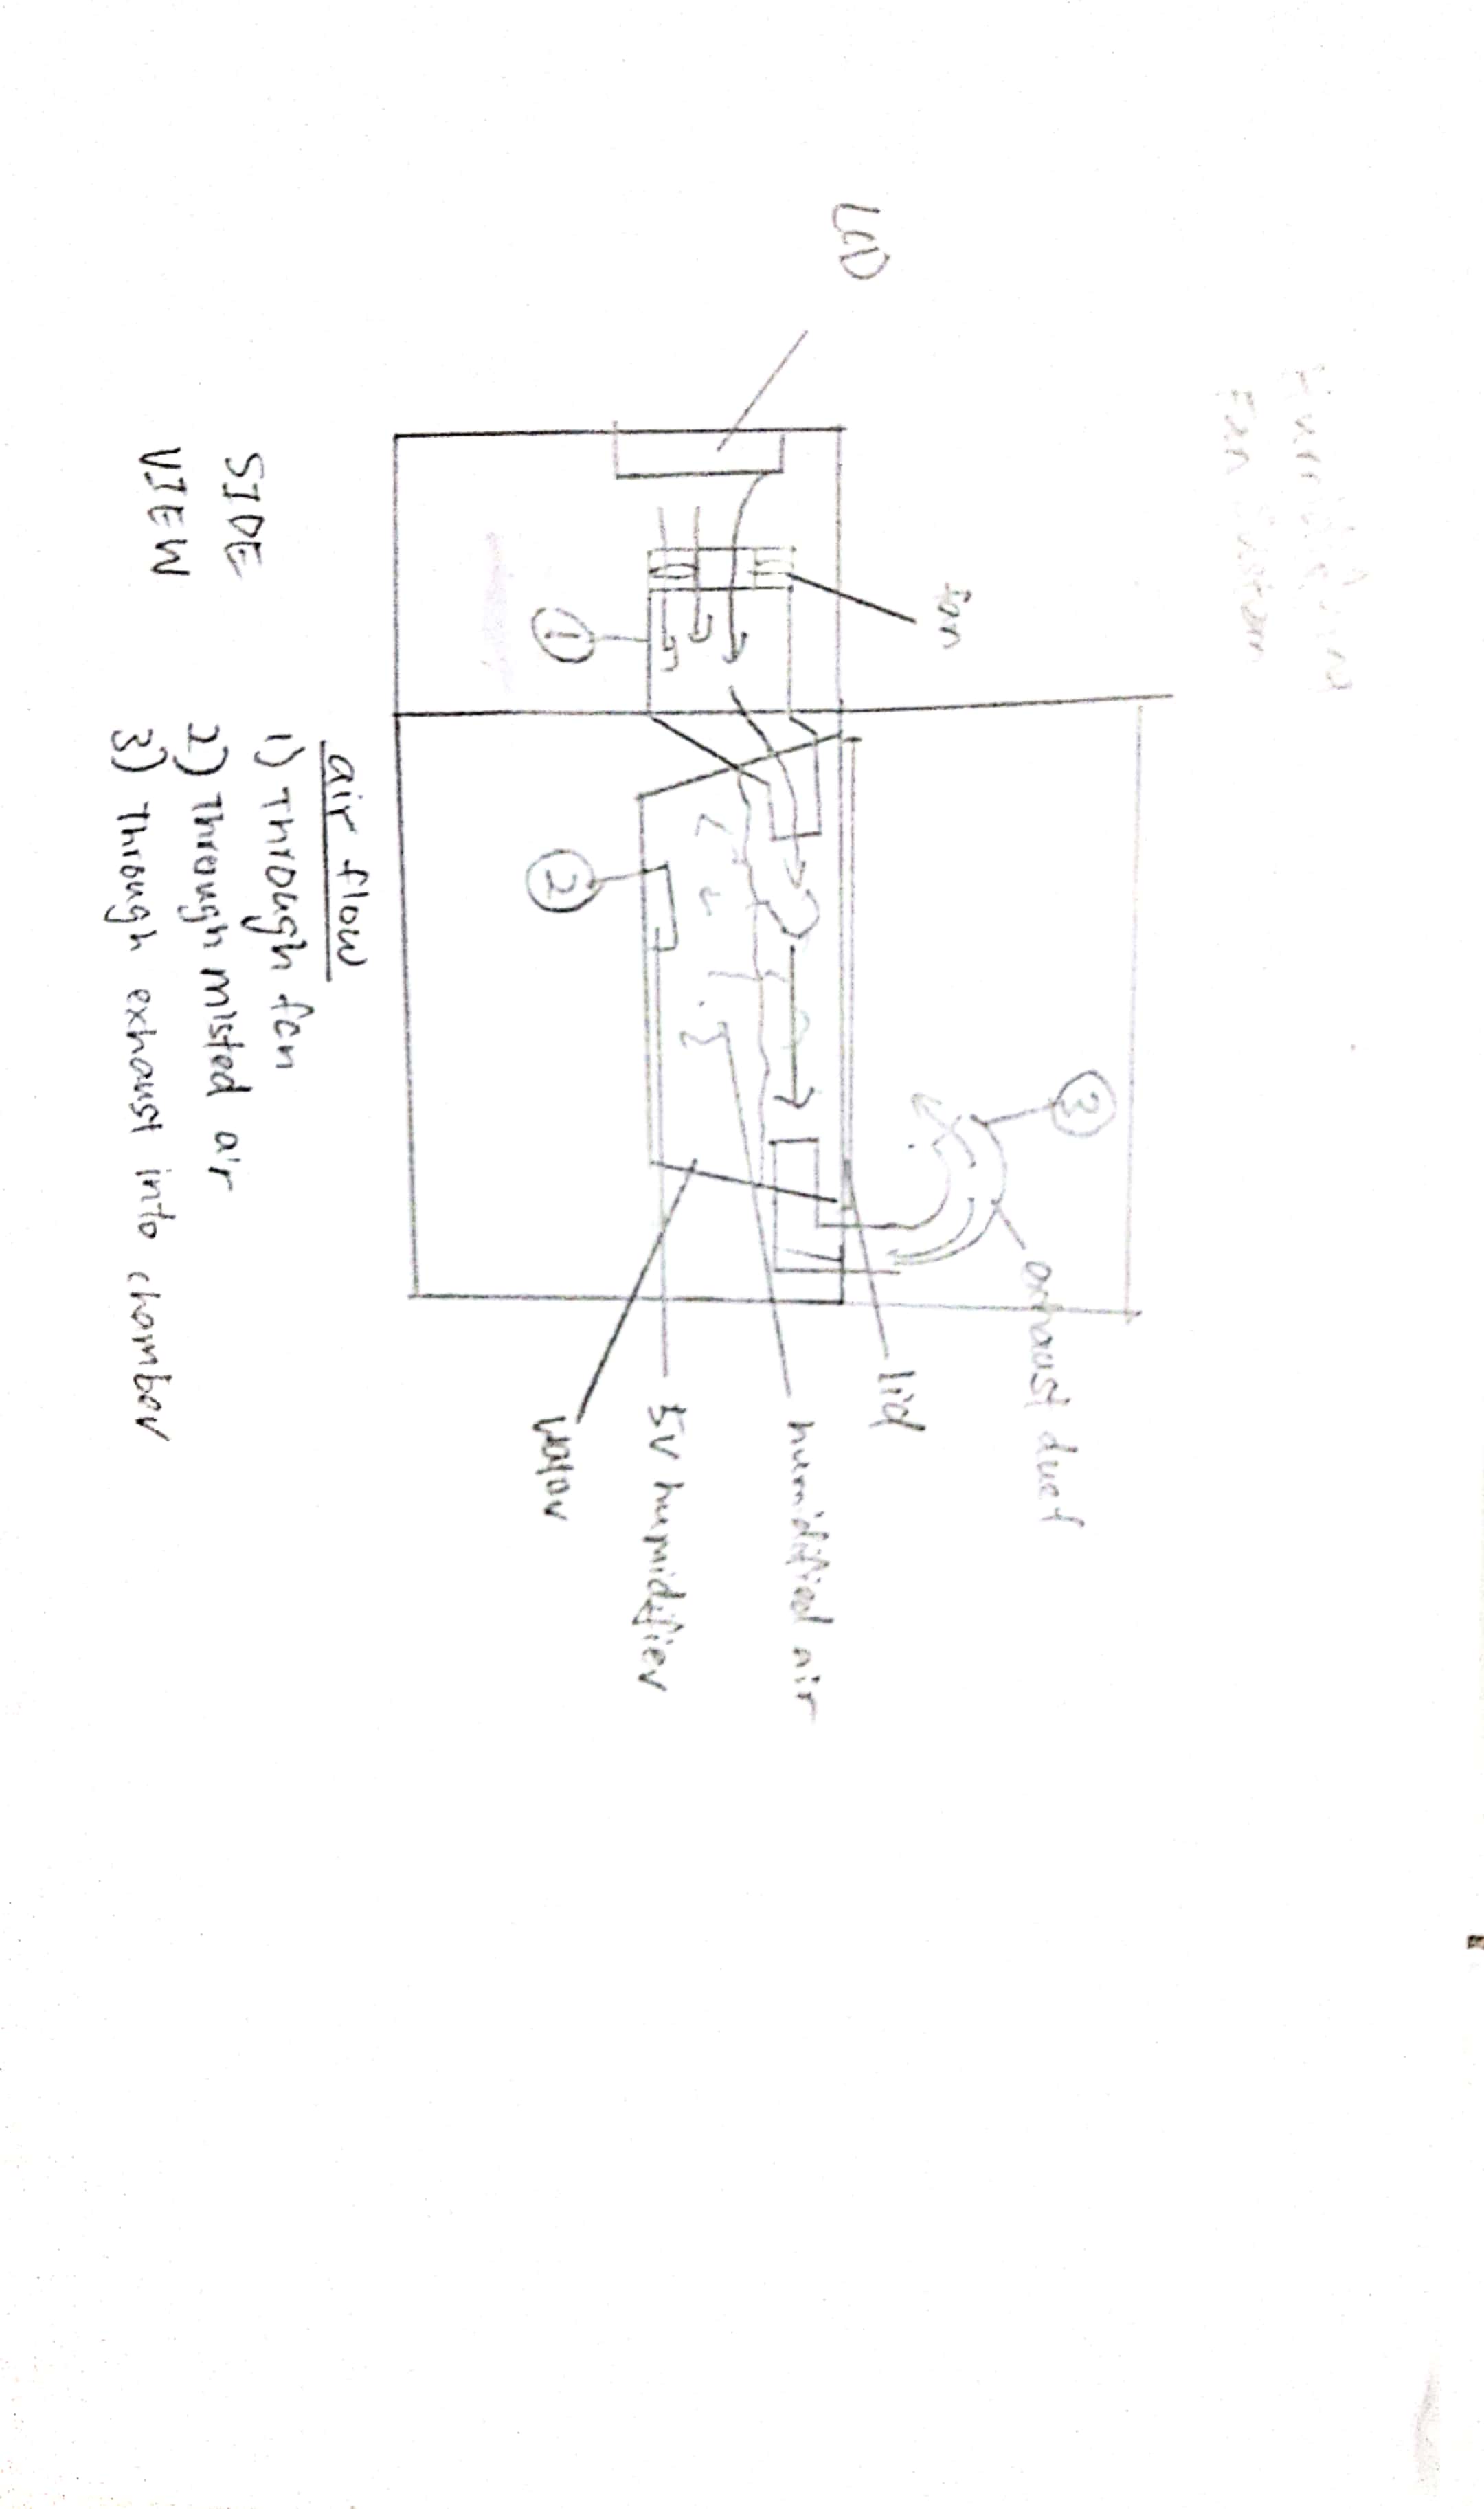 Humidifying
Fan System
3
exhaust duct
fan
lid
LCD
humidified air
5V humidifier
1
2
water
air flow
1) Through fan
SIDE
2) Through misted air
VIEW
3) Through exhaust into chamber